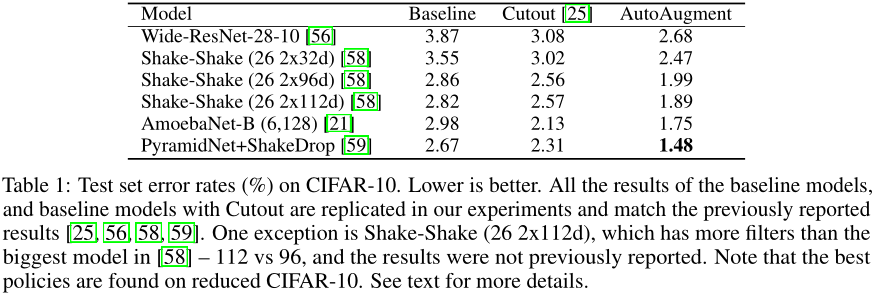 Model Baseline Cutout [25] AutoAugment
Wide-ResNet-28-10 [56] 3.87 3.08 2.68
Shake-Shake (26 2x32d) [58] 3.55 3.02 2.47
Shake-Shake (26 2x96d) [58] 2.86 2.56 1.99
Shake-Shake (26 2x112d) [58] 2.82 2.57 1.89
AmoebaNet-B (6,128) [21] 2.98 2.13 1.75
PyramidNet+ShakeDrop [59] 2.67 2.31 1.48
Table 1: Test set error rates (%) on CIFAR-10. Lower is better. All the results of the baseline models,
and baseline models with Cutout are replicated in our experiments and match the previously reported
results [25, 56, 58, 59]. One exception is Shake-Shake (26 2x112d), which has more filters than the
biggest model in [58] – 112 vs 96, and the results were not previously reported. Note that the best
policies are found on reduced CIFAR-10. See text for more details.